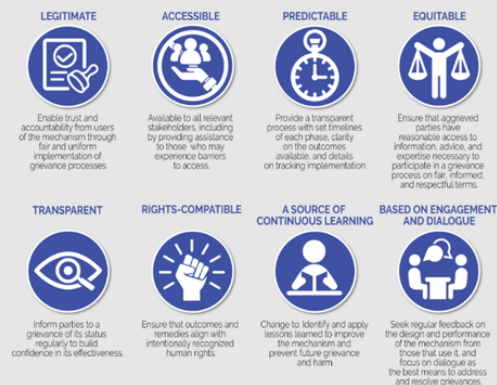 LEGITIMATE
Enable trust and
accountability from users
of the mechanism through
fair and uniform
implementation of
grievance processes.
ACCESSIBLE
Available to all relevant
stakeholders, including
by providing assistance
to those who may
experience barriers
to access.
PREDICTABLE
Provide a transparent
process with set timelines
of each phase, clarity
on the outcomes
available, and details
on tracking implementation.
EQUITABLE
Ensure that aggrieved
parties have
reasonable access to
information, advice, and
expertise necessary to
participate in a grievance
process on fair, informed,
and respectful terms.
TRANSPARENT
Inform parties to a
grievance of its status
regularly to build
confidence in its effectiveness.
RIGHTS-COMPATIBLE
Ensure that outcomes and
remedies align with
intentionally recognized
human rights.
A SOURCE OF
CONTINUOUS LEARNING
Change to: Identify and apply
lessons learned to improve
the mechanism and
prevent future grievance
and harm.
BASED ON ENGAGEMENT
AND DIALOGUE
Seek regular feedback on
the design and performance
of the mechanism from
those that use it, and
focus on dialogue as
the best means to address
and resolve grievances.